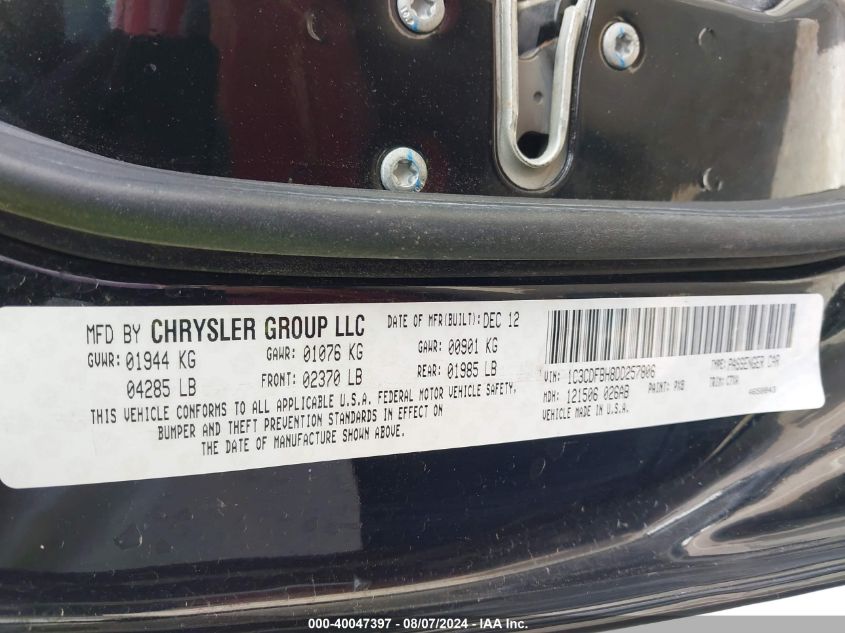 MFD BY CHRYSLER GROUP LLC DATE OF MFR(BUILT): DEC 12
GVWR: 01944 KG GAWR: 01076 KG GAWR: 00901 KG
04285 LB FRONT: 02370 LB REAR: 01985 LB
THIS VEHICLE CONFORMS TO ALL APPLICABLE U.S.A. FEDERAL MOTOR VEHICLE SAFETY,
BUMPER AND THEFT PREVENTION STANDARDS IN EFFECT ON
THE DATE OF MANUFACTURE SHOWN ABOVE.
VIN: 1C3CDFBH8DD257806 TYPE: PASSENGER CAR
MDH: 121506 026AB PAINT: PXB TRIM:
VEHICLE MADE IN U.S.A.
000-40047397 - 08/07/2024 - IAA Inc.